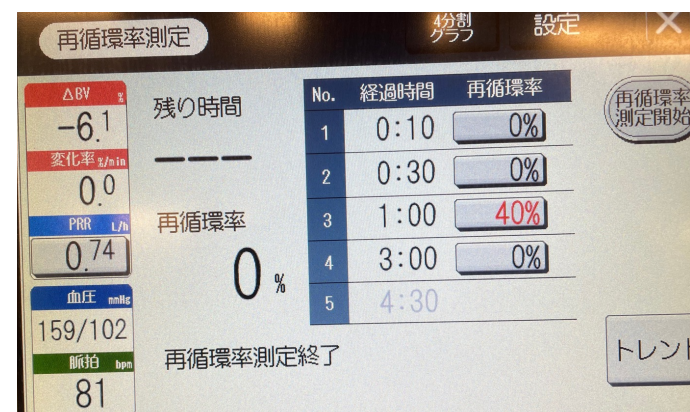 再循環率測定
4分割
グラフ
設定
×
ΔBV %
-6.1
変化率 %/min
0.0
PRR L/h
0.74
血圧 mmHg
159/102
脈拍 bpm
81
残り時間
---
再循環率
0 %
再循環率測定終了
No. 経過時間 再循環率
1 0:10 0%
2 0:30 0%
3 1:00 40%
4 3:00 0%
5 4:30
再循環率
測定開始
トレンド